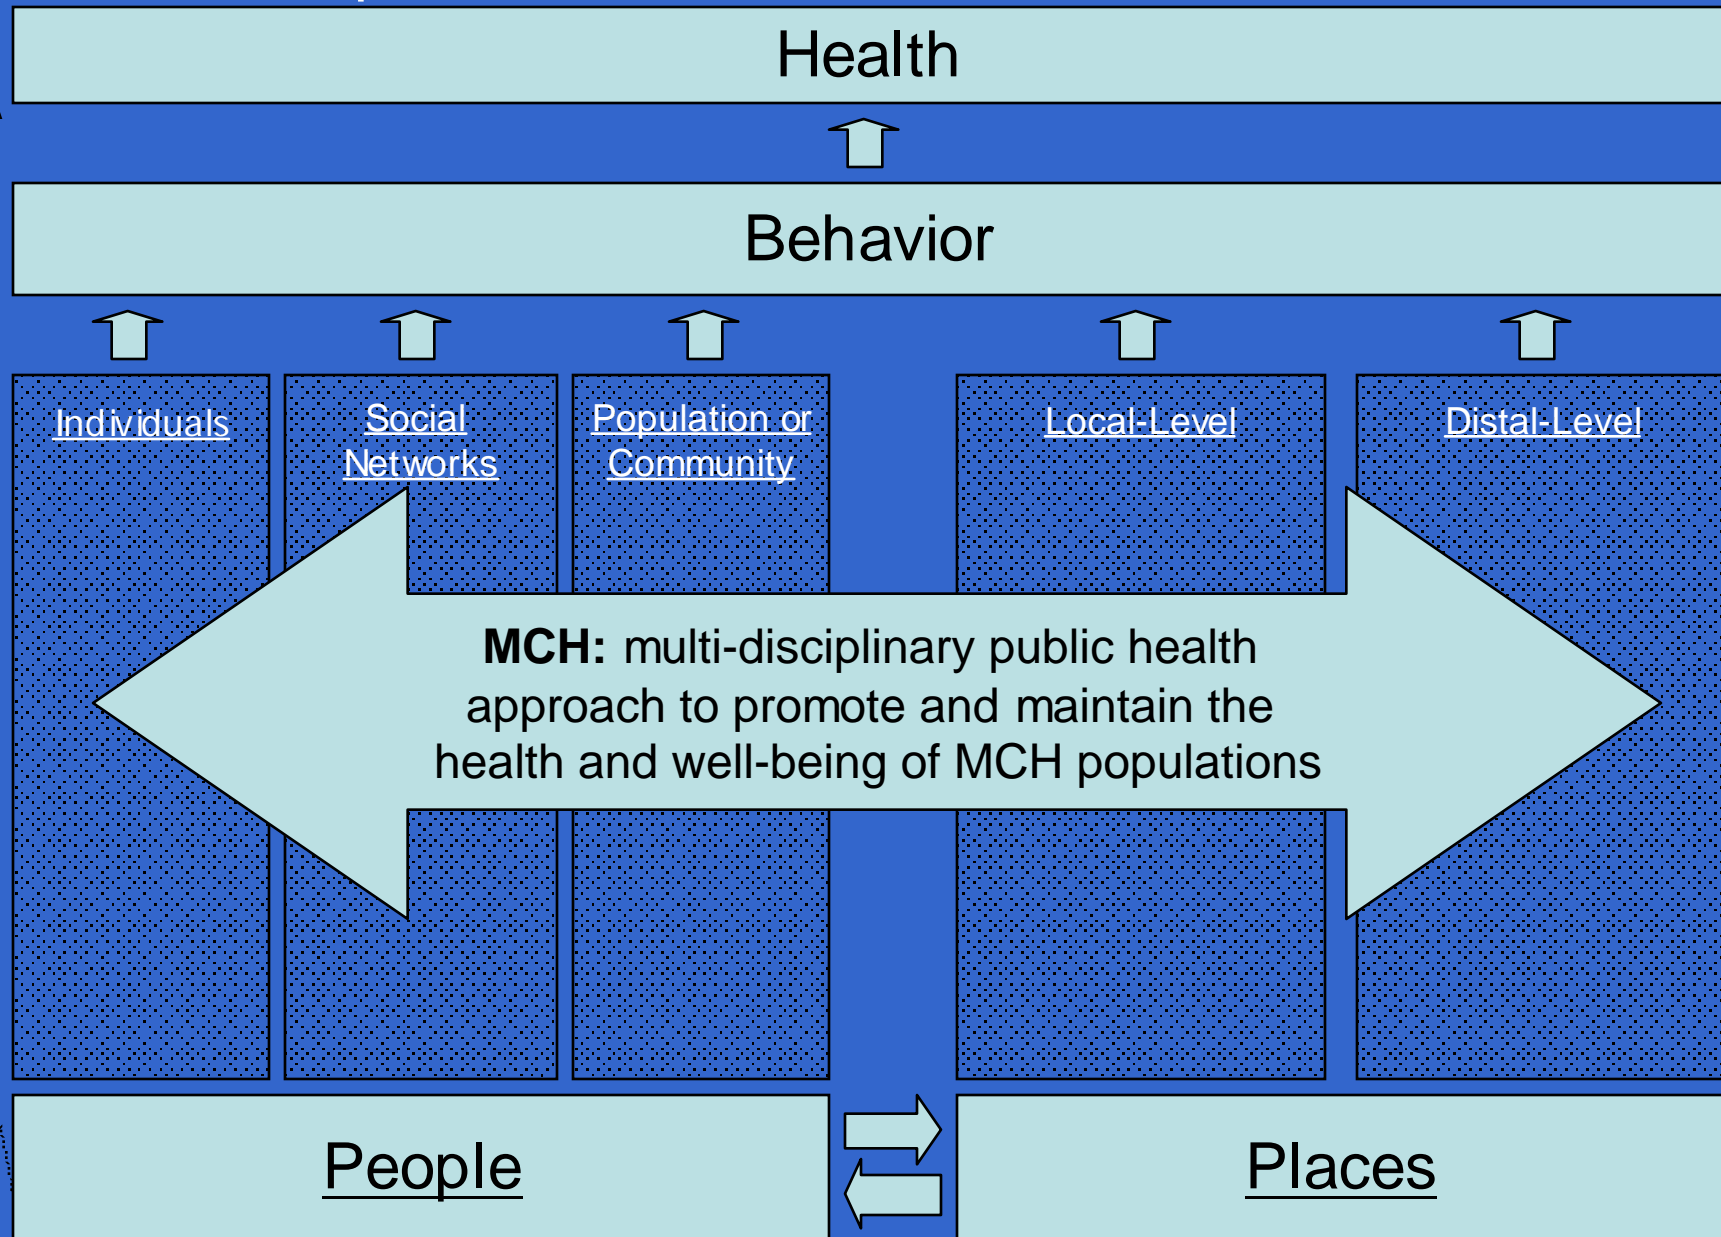 Health
Behavior
Individuals
Social
Networks
Population or
Community
Local-Level
Distal-Level
MCH: multi-disciplinary public health
approach to promote and maintain the
health and well-being of MCH populations
People
Places